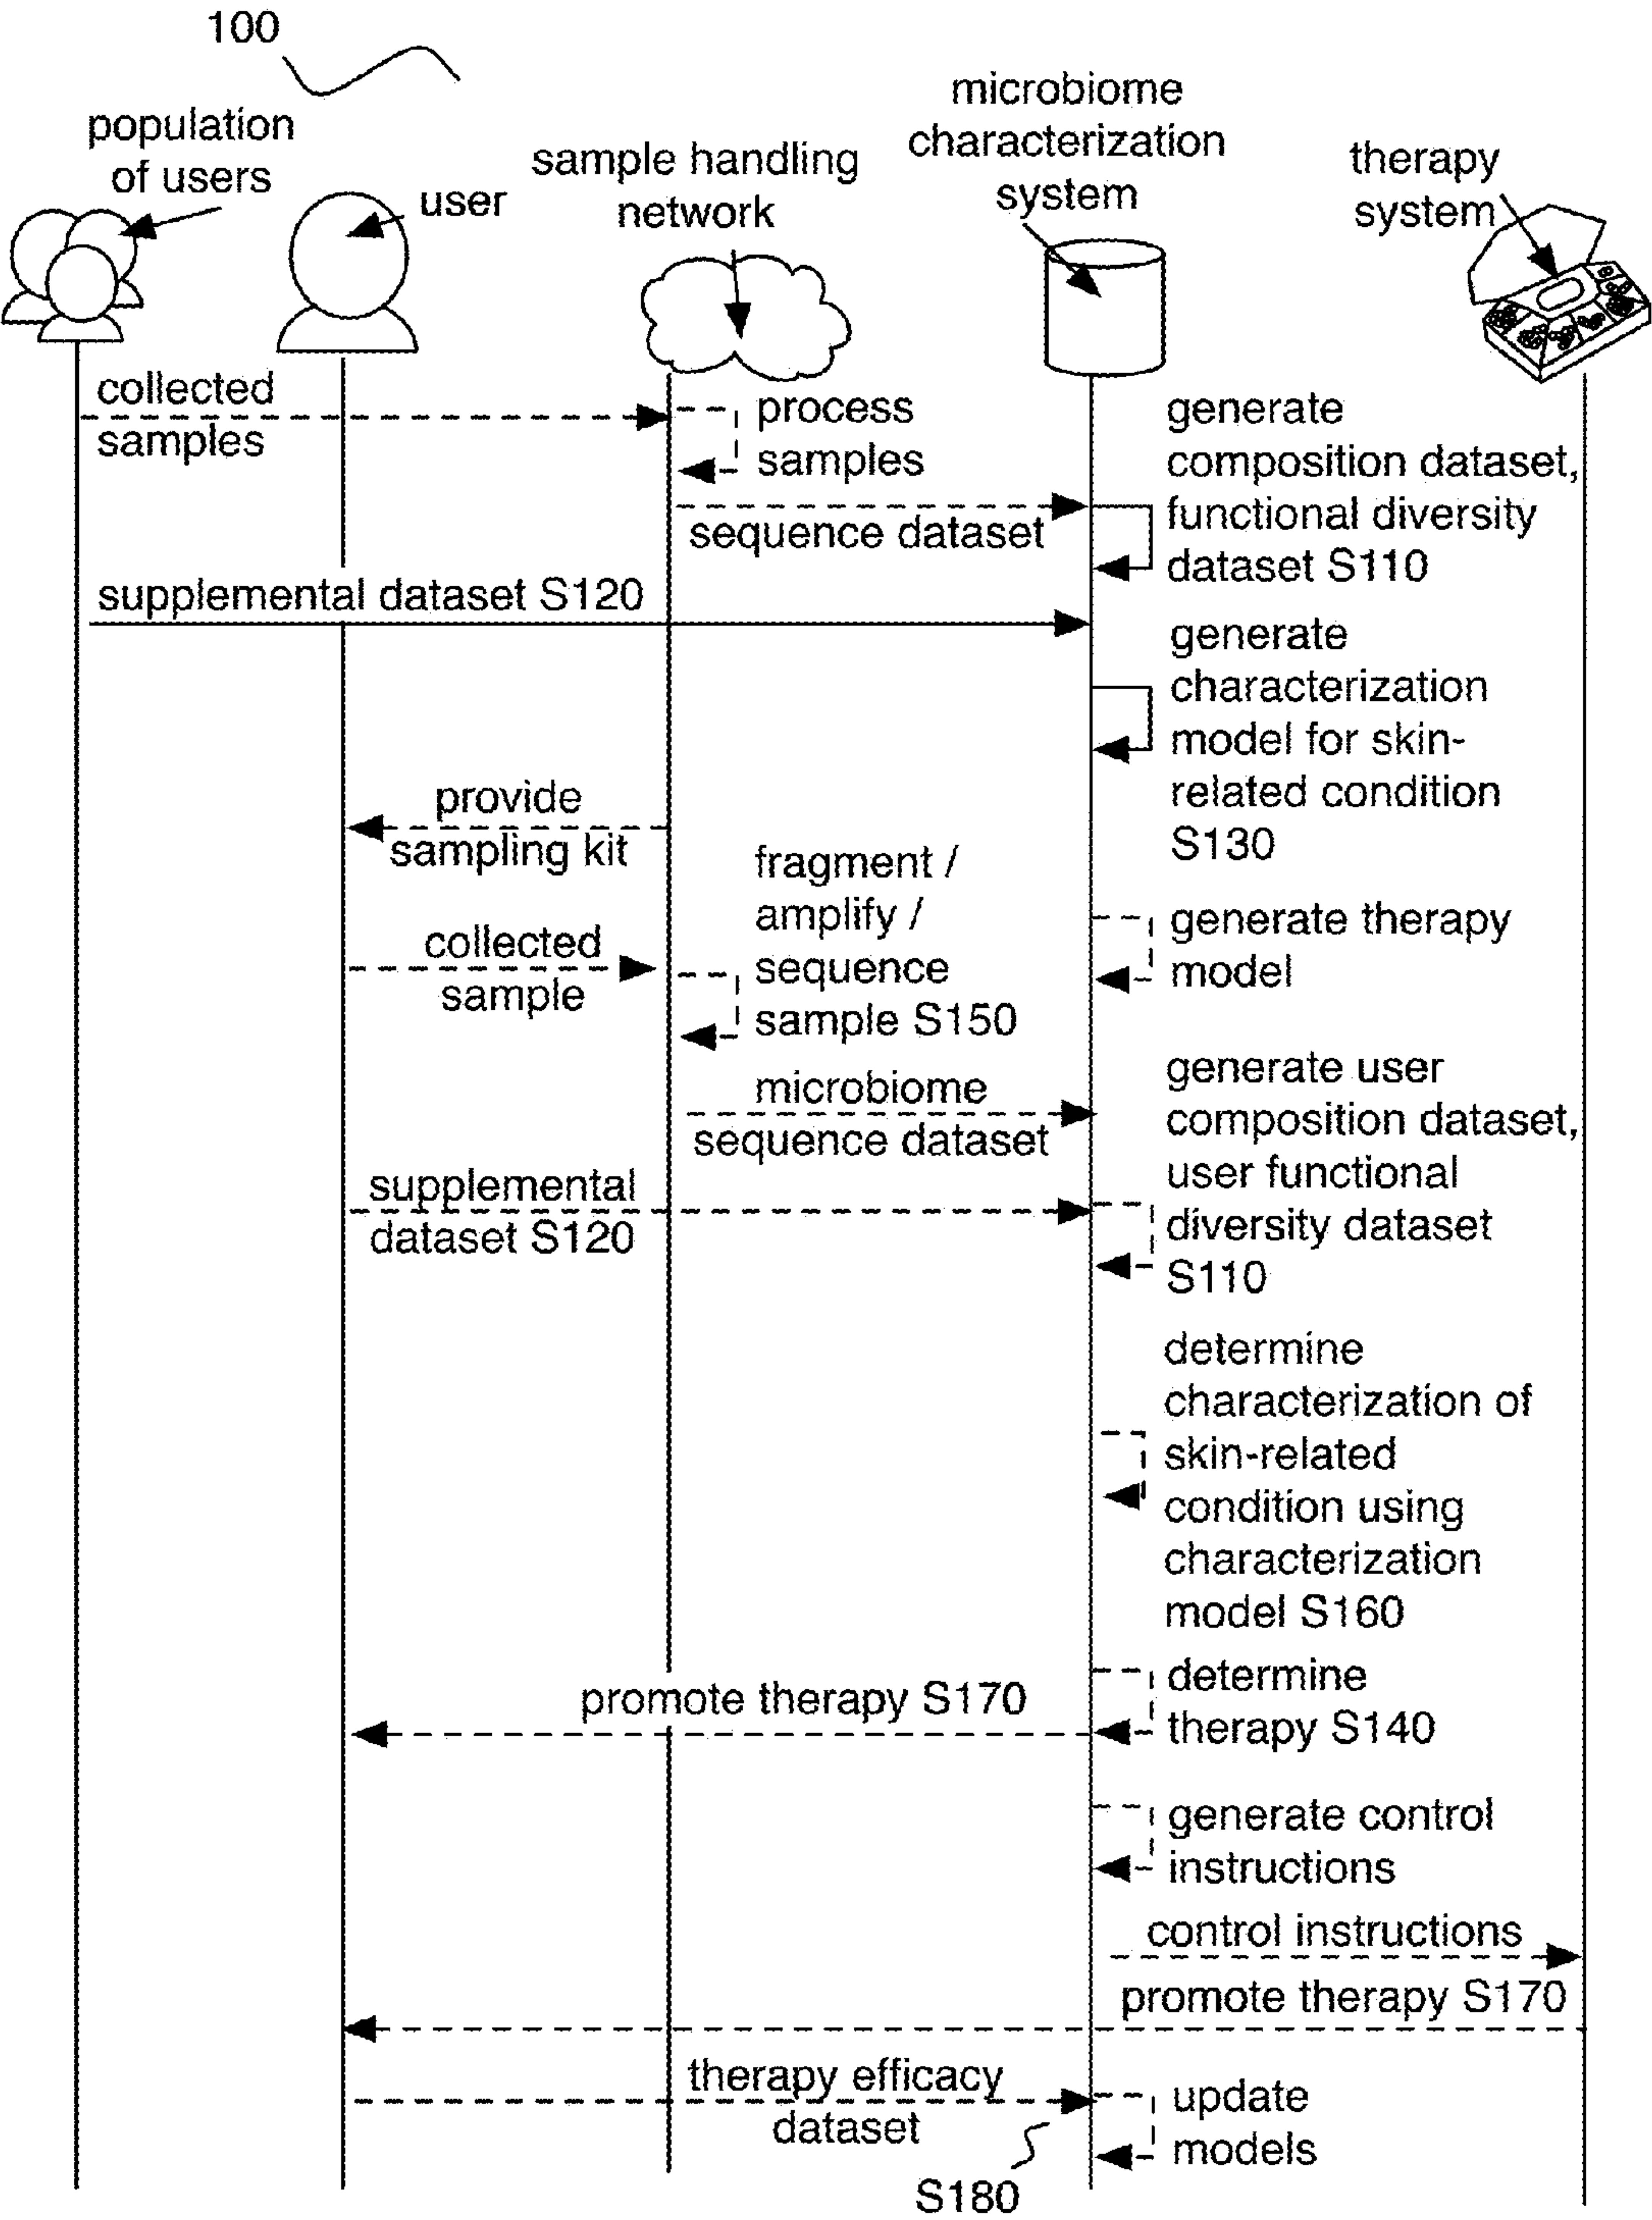 100
population
of users
user
sample handling
network
microbiome
characterization
system
therapy
system
collected
samples
process
samples
sequence dataset
generate
composition dataset,
functional diversity
dataset S110
supplemental dataset S120
generate
characterization
model for skin-
related condition
S130
provide
sampling kit
fragment /
amplify /
sequence
sample S150
collected
sample
generate therapy
model
microbiome
sequence dataset
generate user
composition dataset,
user functional
diversity dataset
S110
supplemental
dataset S120
determine
characterization of
skin-related
condition using
characterization
model S160
determine
therapy S140
promote therapy S170
generate control
instructions
control instructions
promote therapy S170
therapy efficacy
dataset
update
models
S180